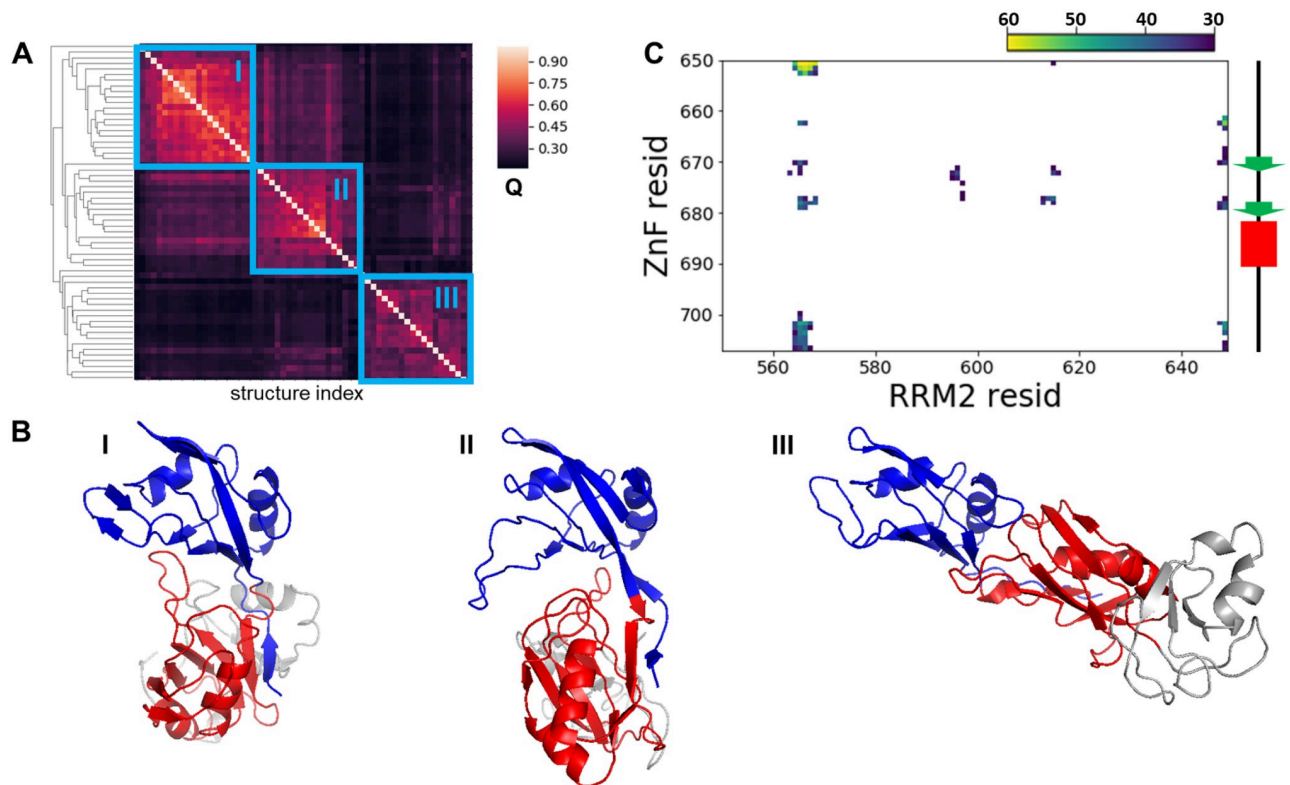 A
I
II
III
0.90
0.75
0.60
0.45
0.30
Q
structure index
60 50 40 30
C
650
660
670
680
690
700
ZnF resid
560 580 600 620 640
RRM2 resid
B
I
II
III